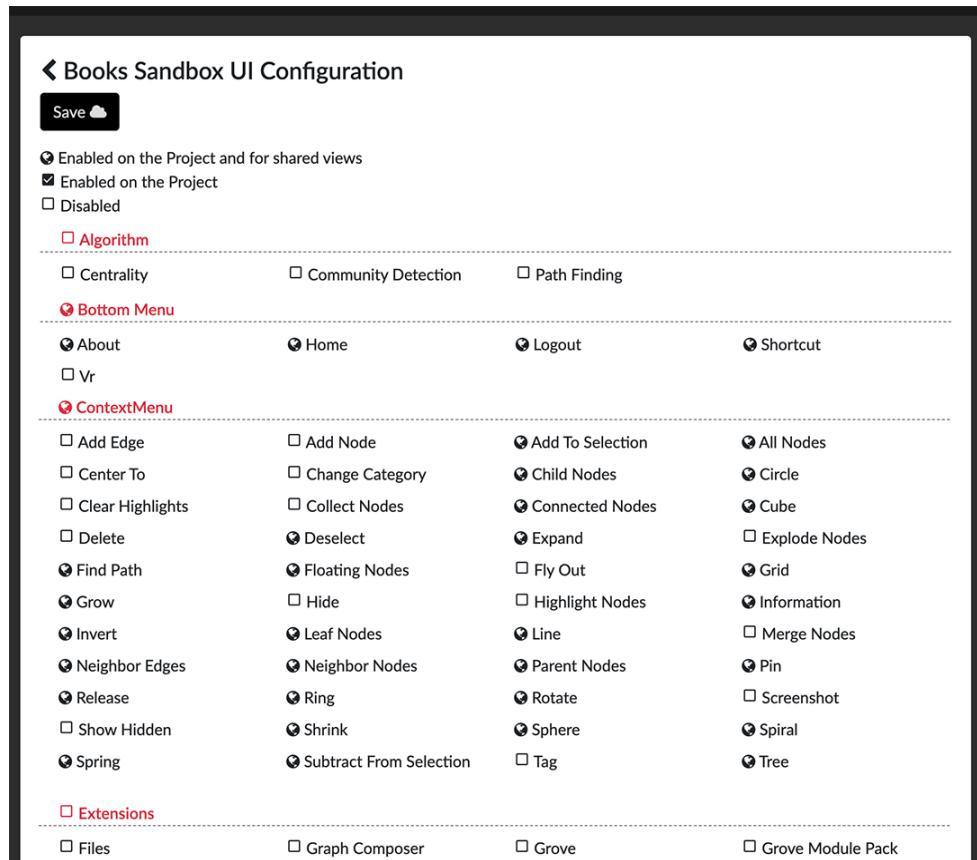 Books Sandbox UI Configuration
Save
Enabled on the Project and for shared views
Enabled on the Project
Disabled
Algorithm
Centrality Community Detection Path Finding
Bottom Menu
About Home Logout Shortcut
Vr
ContextMenu
Add Edge Add Node Add To Selection All Nodes
Center To Change Category Child Nodes Circle
Clear Highlights Collect Nodes Connected Nodes Cube
Delete Deselect Expand Explode Nodes
Find Path Floating Nodes Fly Out Grid
Grow Hide Highlight Nodes Information
Invert Leaf Nodes Line Merge Nodes
Neighbor Edges Neighbor Nodes Parent Nodes Pin
Release Ring Rotate Screenshot
Show Hidden Shrink Sphere Spiral
Spring Subtract From Selection Tag Tree
Extensions
Files Graph Composer Grove Grove Module Pack